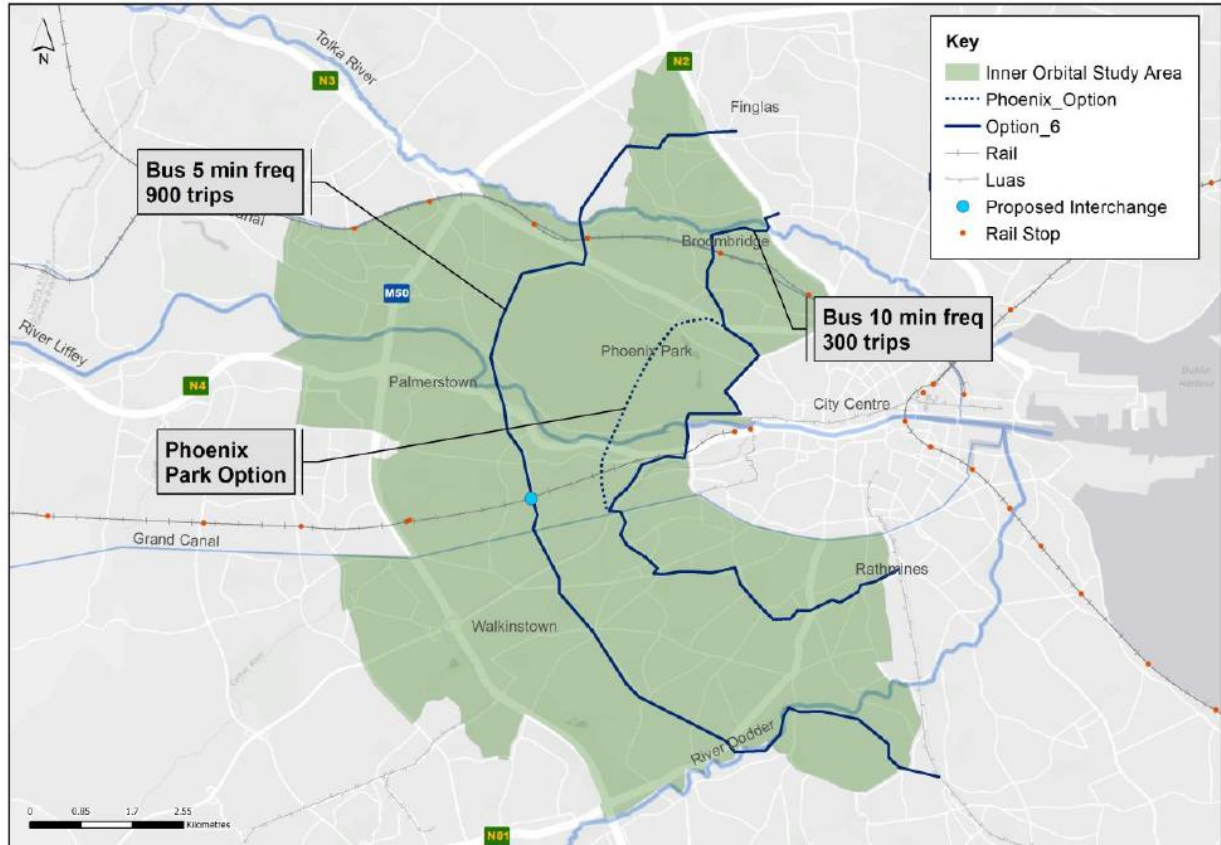 N
Tolka River
N3
N2
Finglas
Key
Inner Orbital Study Area
Phoenix_Option
Option_6
Rail
Luas
Proposed Interchange
Rail Stop
Bus 5 min freq
900 trips
Broombridge
M50
Bus 10 min freq
300 trips
River Liffey
Phoenix Park
N4
Palmerstown
City Centre
Dublin
Harbour
Phoenix
Park Option
Grand Canal
Rathmines
Walkinstown
River Dodder
0 0.85 1.7 2.55
Kilometres
N81